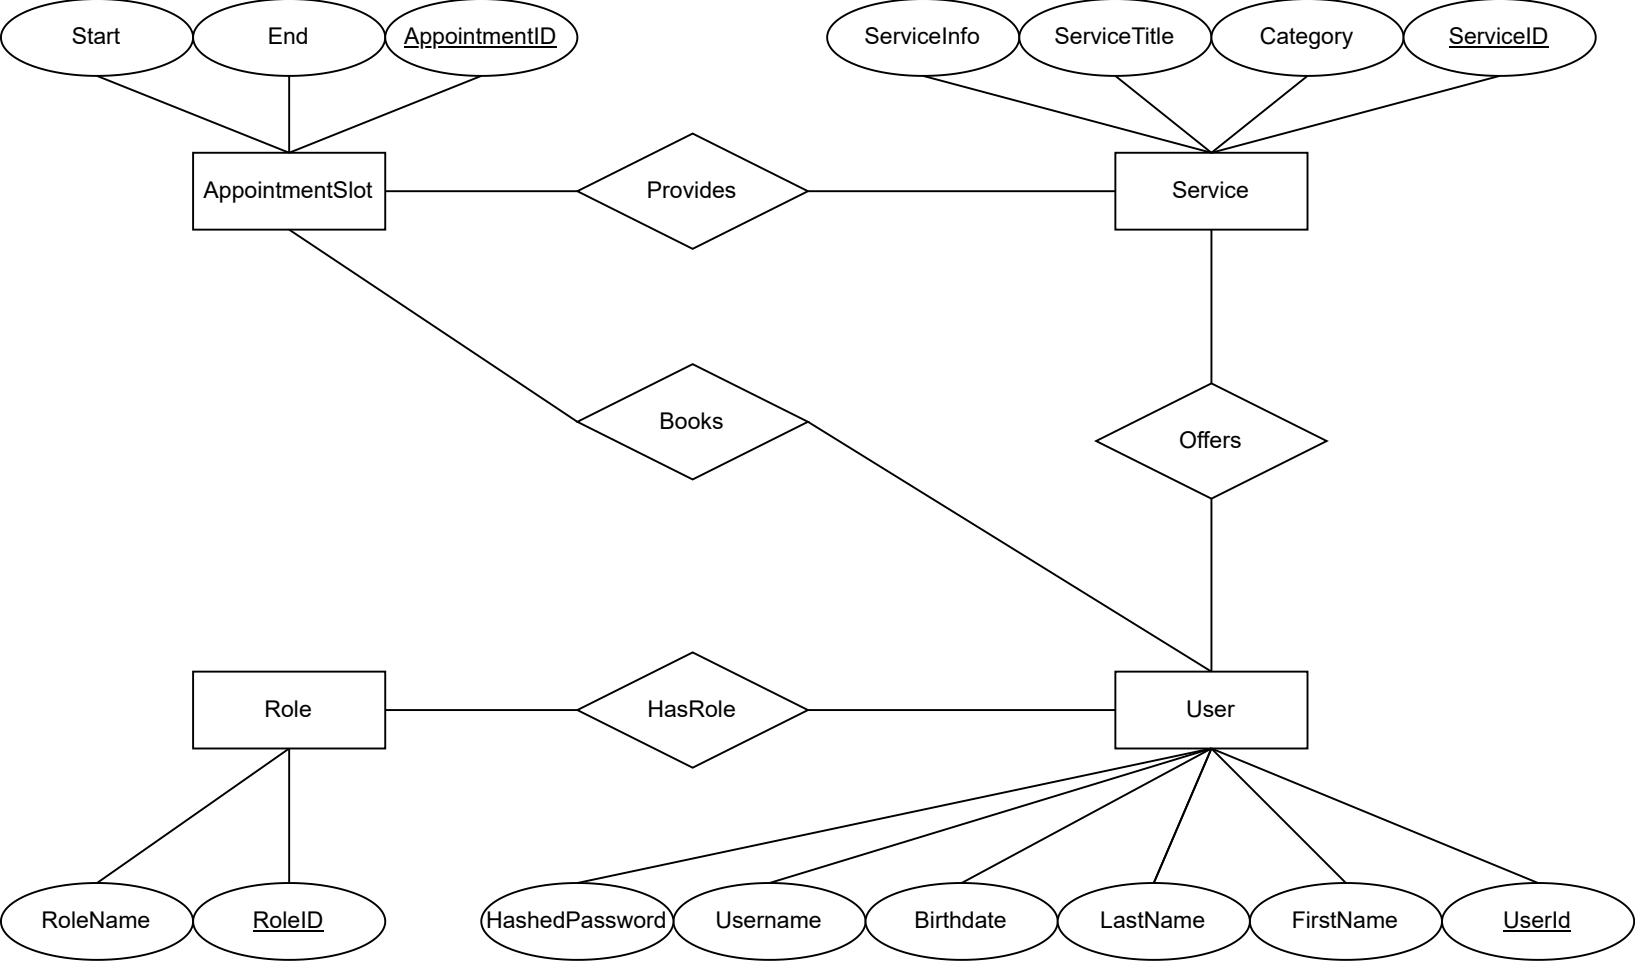 Start
End
AppointmentID
ServiceInfo
ServiceTitle
Category
ServiceID
AppointmentSlot
Provides
Service
Books
Offers
Role
HasRole
User
RoleName
RoleID
HashedPassword
Username
Birthdate
LastName
FirstName
UserId